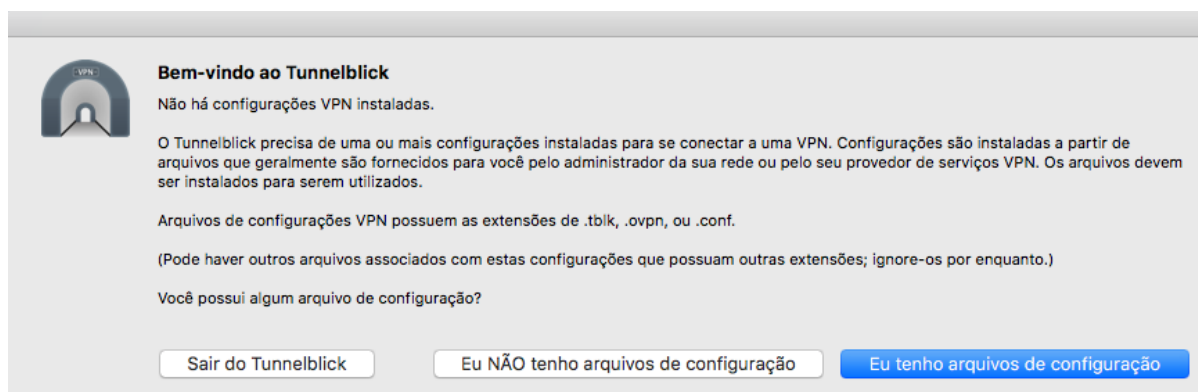 VPN
Bem-vindo ao Tunnelblick
Não há configurações VPN instaladas.
O Tunnelblick precisa de uma ou mais configurações instaladas para se conectar a uma VPN. Configurações são instaladas a partir de
arquivos que geralmente são fornecidos para você pelo administrador da sua rede ou pelo seu provedor de serviços VPN. Os arquivos devem
ser instalados para serem utilizados.
Arquivos de configurações VPN possuem as extensões de .tblk, .ovpn, ou .conf.
(Pode haver outros arquivos associados com estas configurações que possuam outras extensões; ignore-os por enquanto.)
Você possui algum arquivo de configuração?
Sair do Tunnelblick
Eu NÃO tenho arquivos de configuração
Eu tenho arquivos de configuração